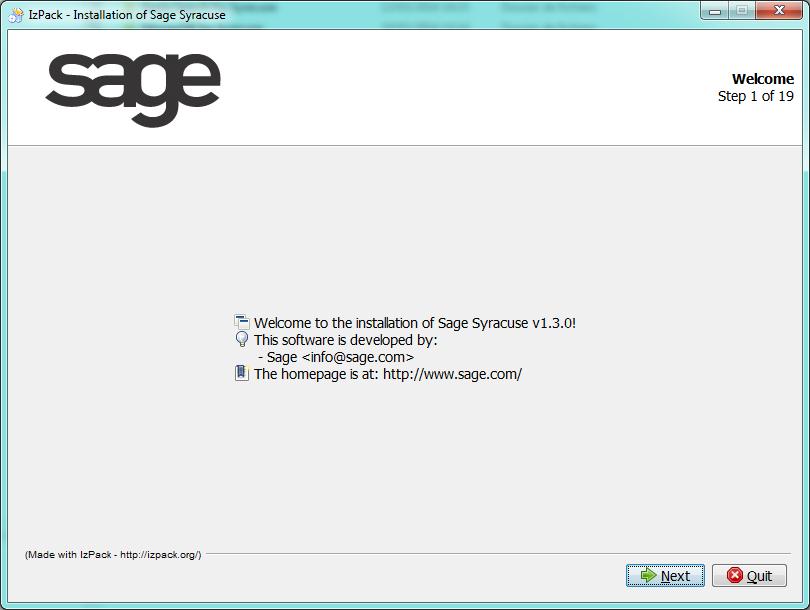 IzPack - Installation of Sage Syracuse
sage
Welcome
Step 1 of 19
Welcome to the installation of Sage Syracuse v1.3.0!
This software is developed by:
- Sage <info@sage.com>
The homepage is at: http://www.sage.com/
(Made with IzPack - http://izpack.org/)
Next
Quit